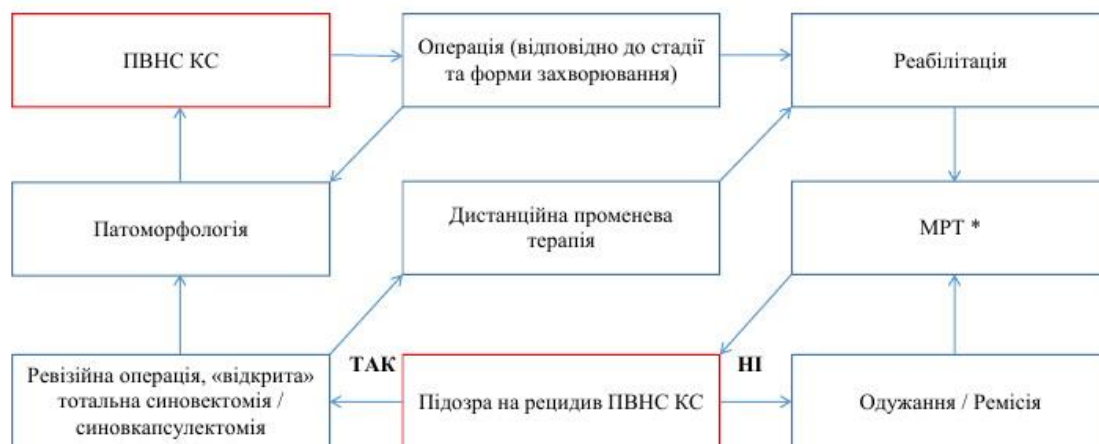 ПВНС КС
Операція (відповідно до стадії
та форми захворювання)
Реабілітація
Патоморфологія
Дистанційна променева
терапія
МРТ *
Ревізійна операція, «відкрита»
тотальна синовектомія /
синовкапсулектомія
ТАК
Підозра на рецидив ПВНС КС
НІ
Одужання / Ремісія